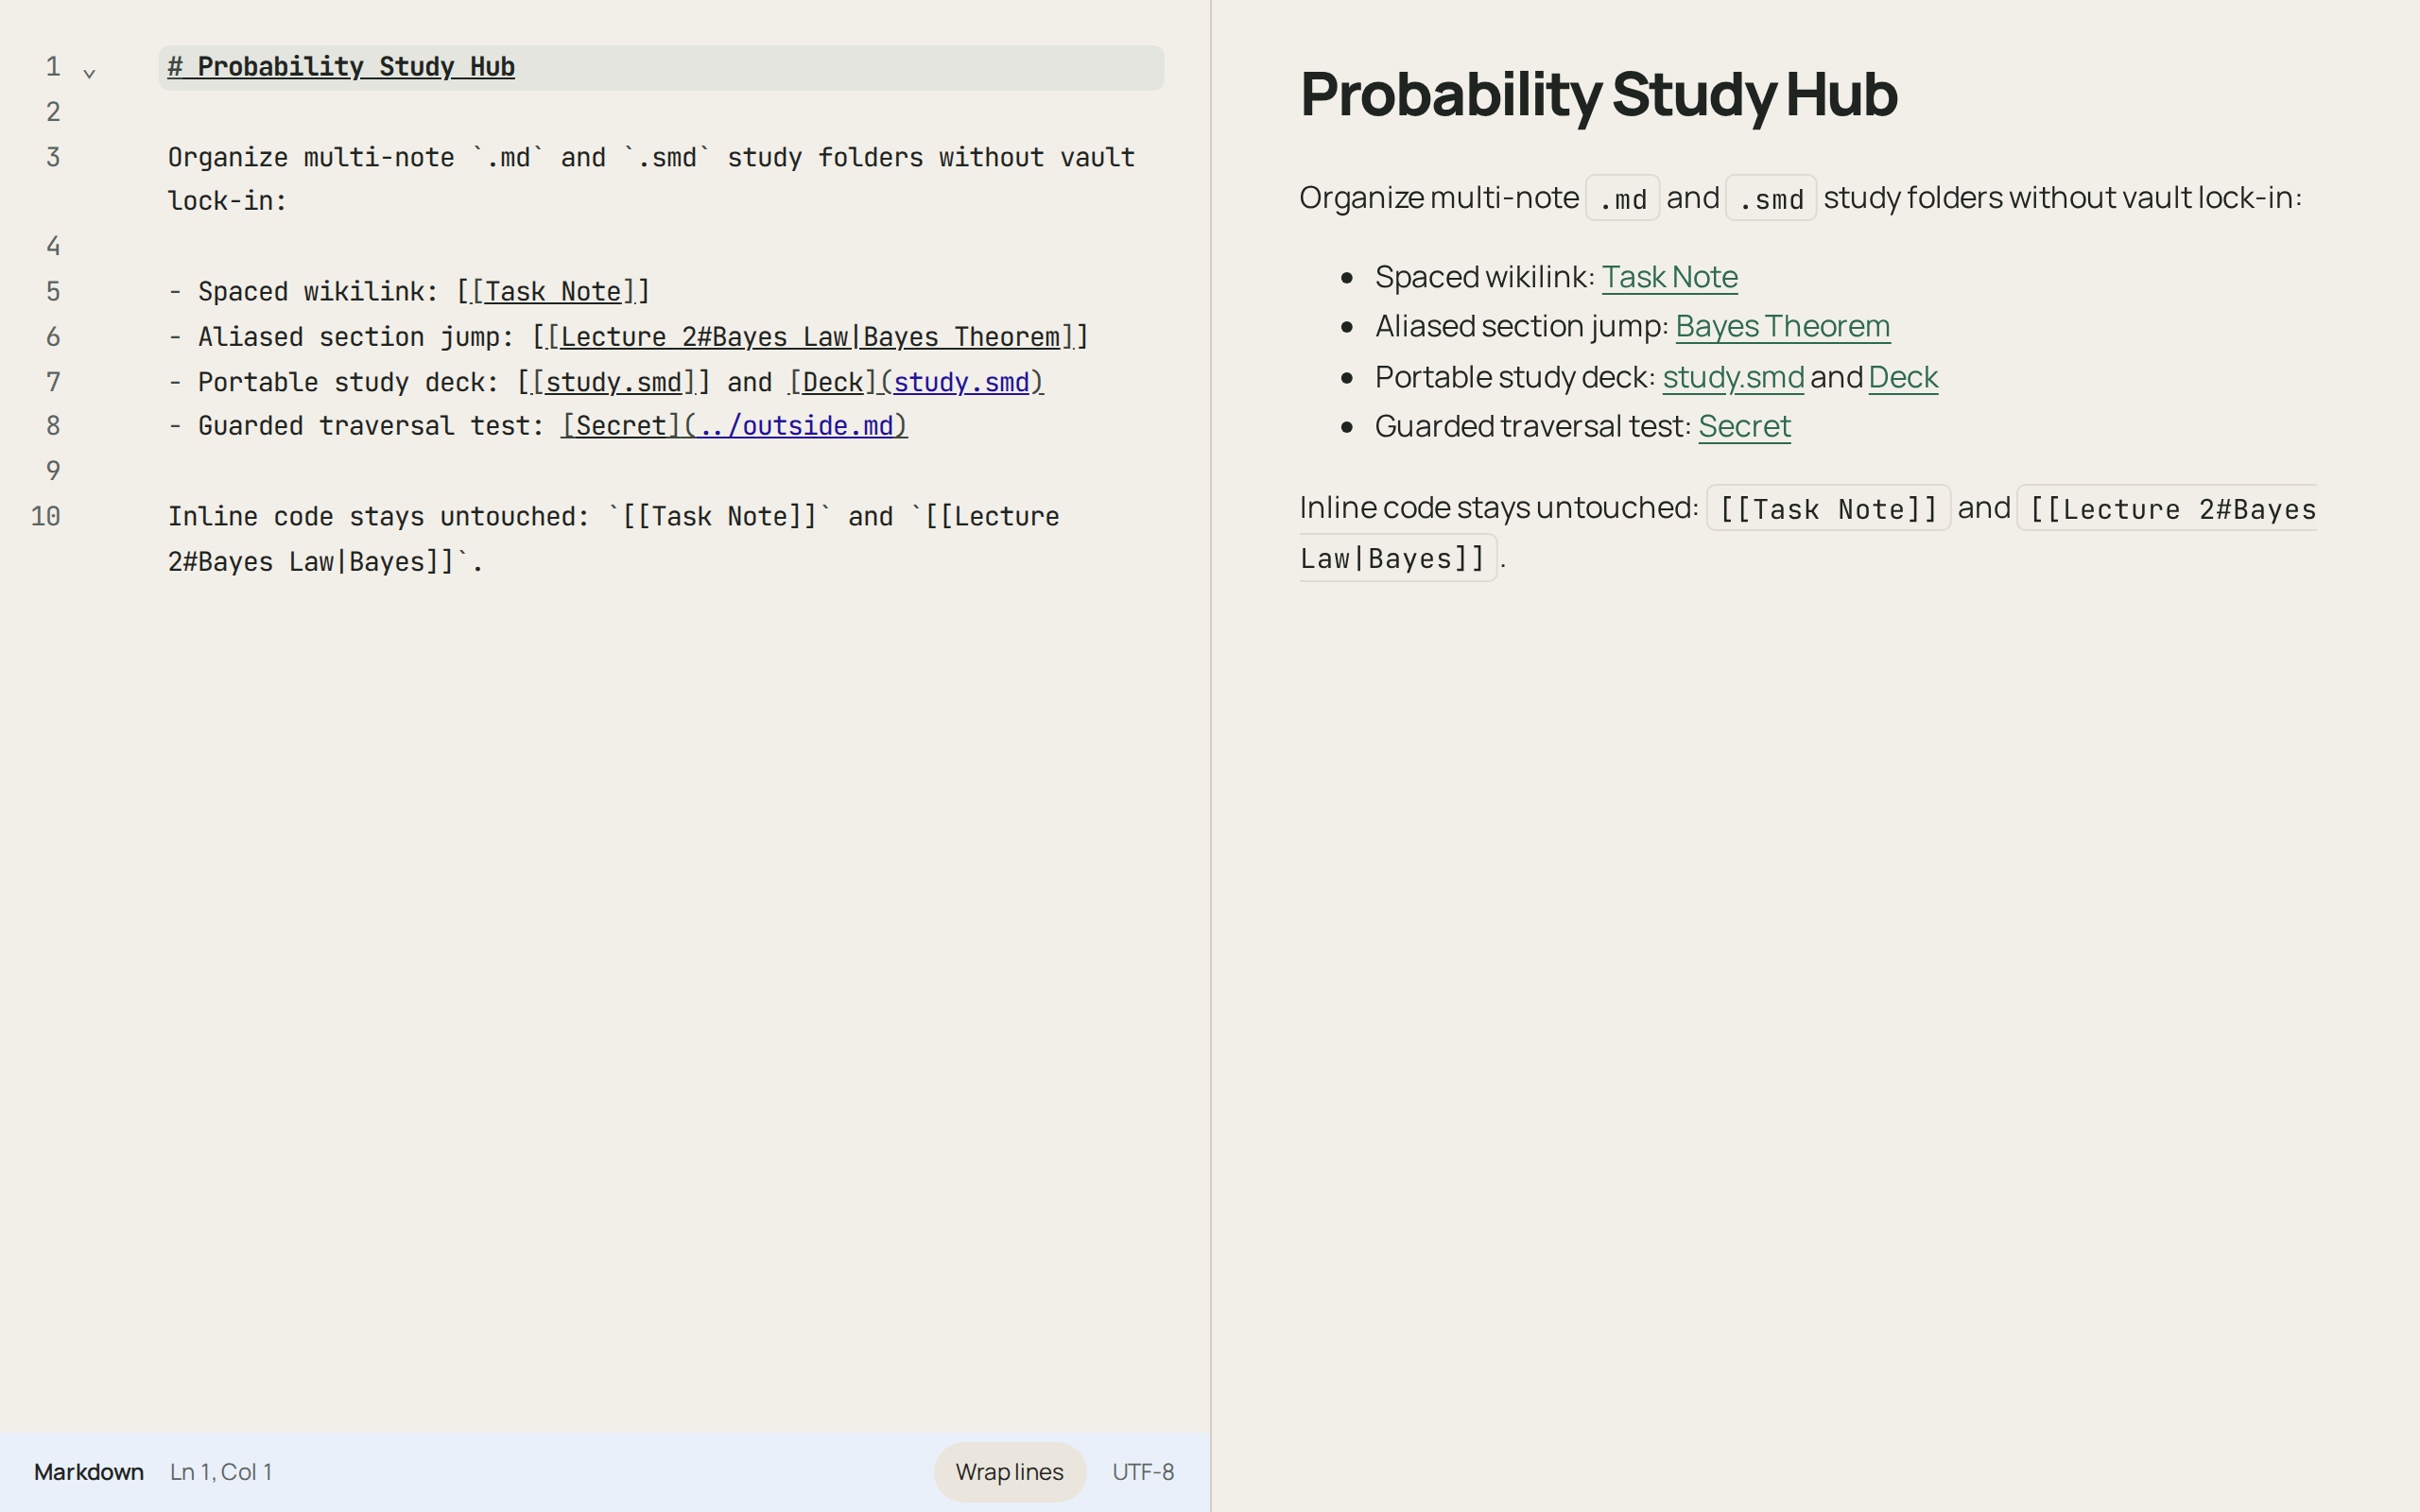 1 # Probability Study Hub
2
3 Organize multi-note `.md` and `.smd` study folders without vault
lock-in:
4
5 - Spaced wikilink: [[Task Note]]
6 - Aliased section jump: [[Lecture 2#Bayes Law|Bayes Theorem]]
7 - Portable study deck: [[study.smd]] and [Deck](study.smd)
8 - Guarded traversal test: [Secret](../outside.md)
9
10 Inline code stays untouched: `[[Task Note]]` and `[[Lecture
2#Bayes Law|Bayes]]`.
Markdown Ln 1, Col 1 Wrap lines UTF-8
Probability Study Hub
Organize multi-note .md and .smd study folders without vault lock-in:
• Spaced wikilink: Task Note
• Aliased section jump: Bayes Theorem
• Portable study deck: study.smd and Deck
• Guarded traversal test: Secret
Inline code stays untouched: [[Task Note]] and [[Lecture 2#Bayes
Law|Bayes]] .